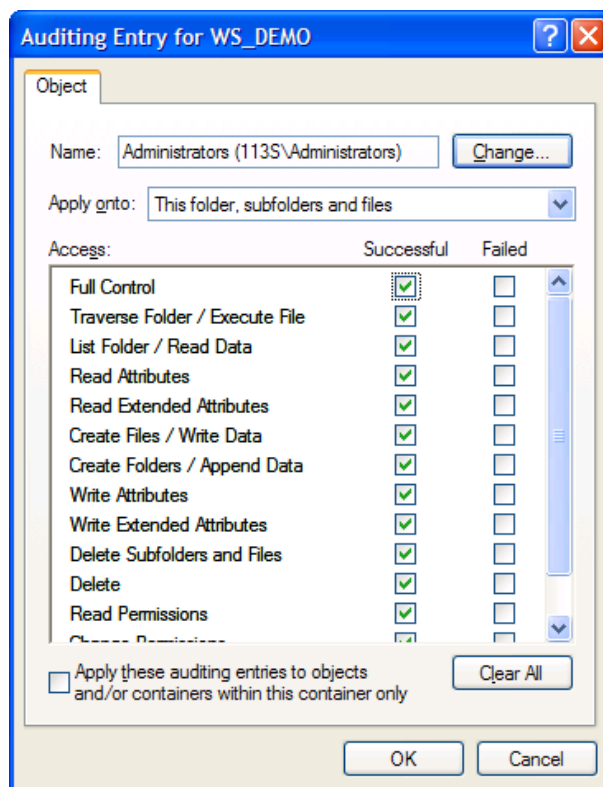 Auditing Entry for WS_DEMO
Object
Name: Administrators (113S\Administrators) Change...
Apply onto: This folder, subfolders and files
Access: Successful Failed
Full Control
Traverse Folder / Execute File
List Folder / Read Data
Read Attributes
Read Extended Attributes
Create Files / Write Data
Create Folders / Append Data
Write Attributes
Write Extended Attributes
Delete Subfolders and Files
Delete
Read Permissions
Change Permissions
Apply these auditing entries to objects
and/or containers within this container only
Clear All
OK Cancel